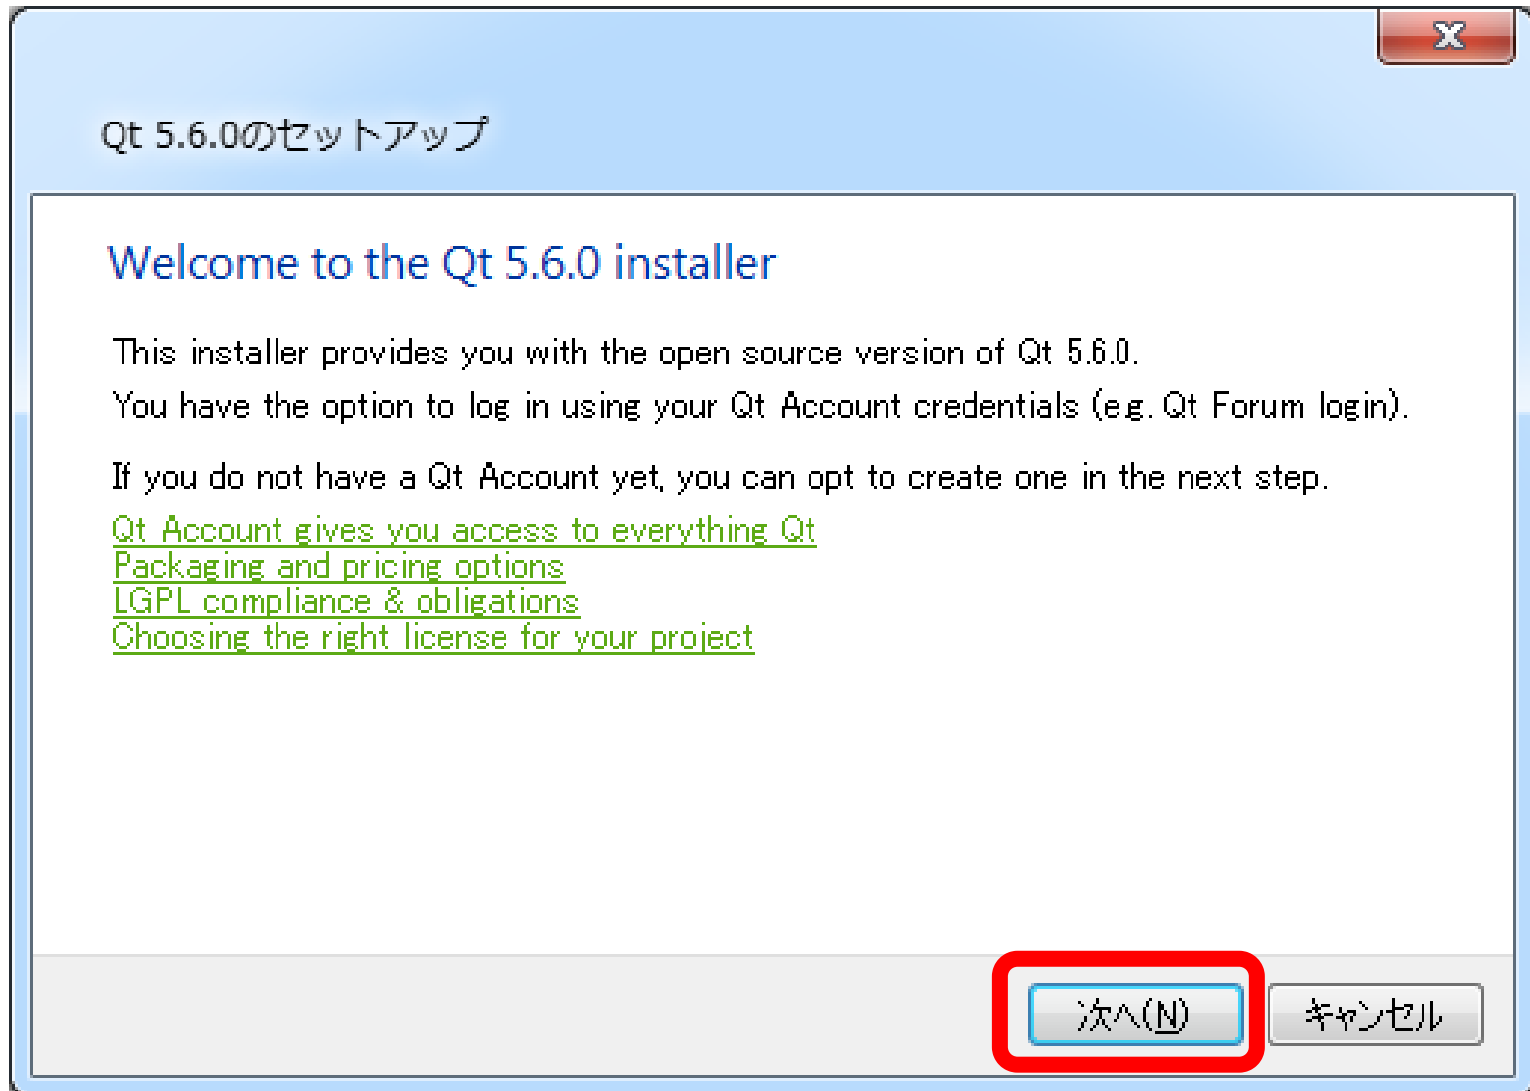 Qt 5.6.0のセットアップ
Welcome to the Qt 5.6.0 installer
This installer provides you with the open source version of Qt 5.6.0.
You have the option to log in using your Qt Account credentials (e.g. Qt Forum login).
If you do not have a Qt Account yet, you can opt to create one in the next step.
Qt Account gives you access to everything Qt
Packaging and pricing options
LGPL compliance & obligations
Choosing the right license for your project
次へ(N)
キャンセル